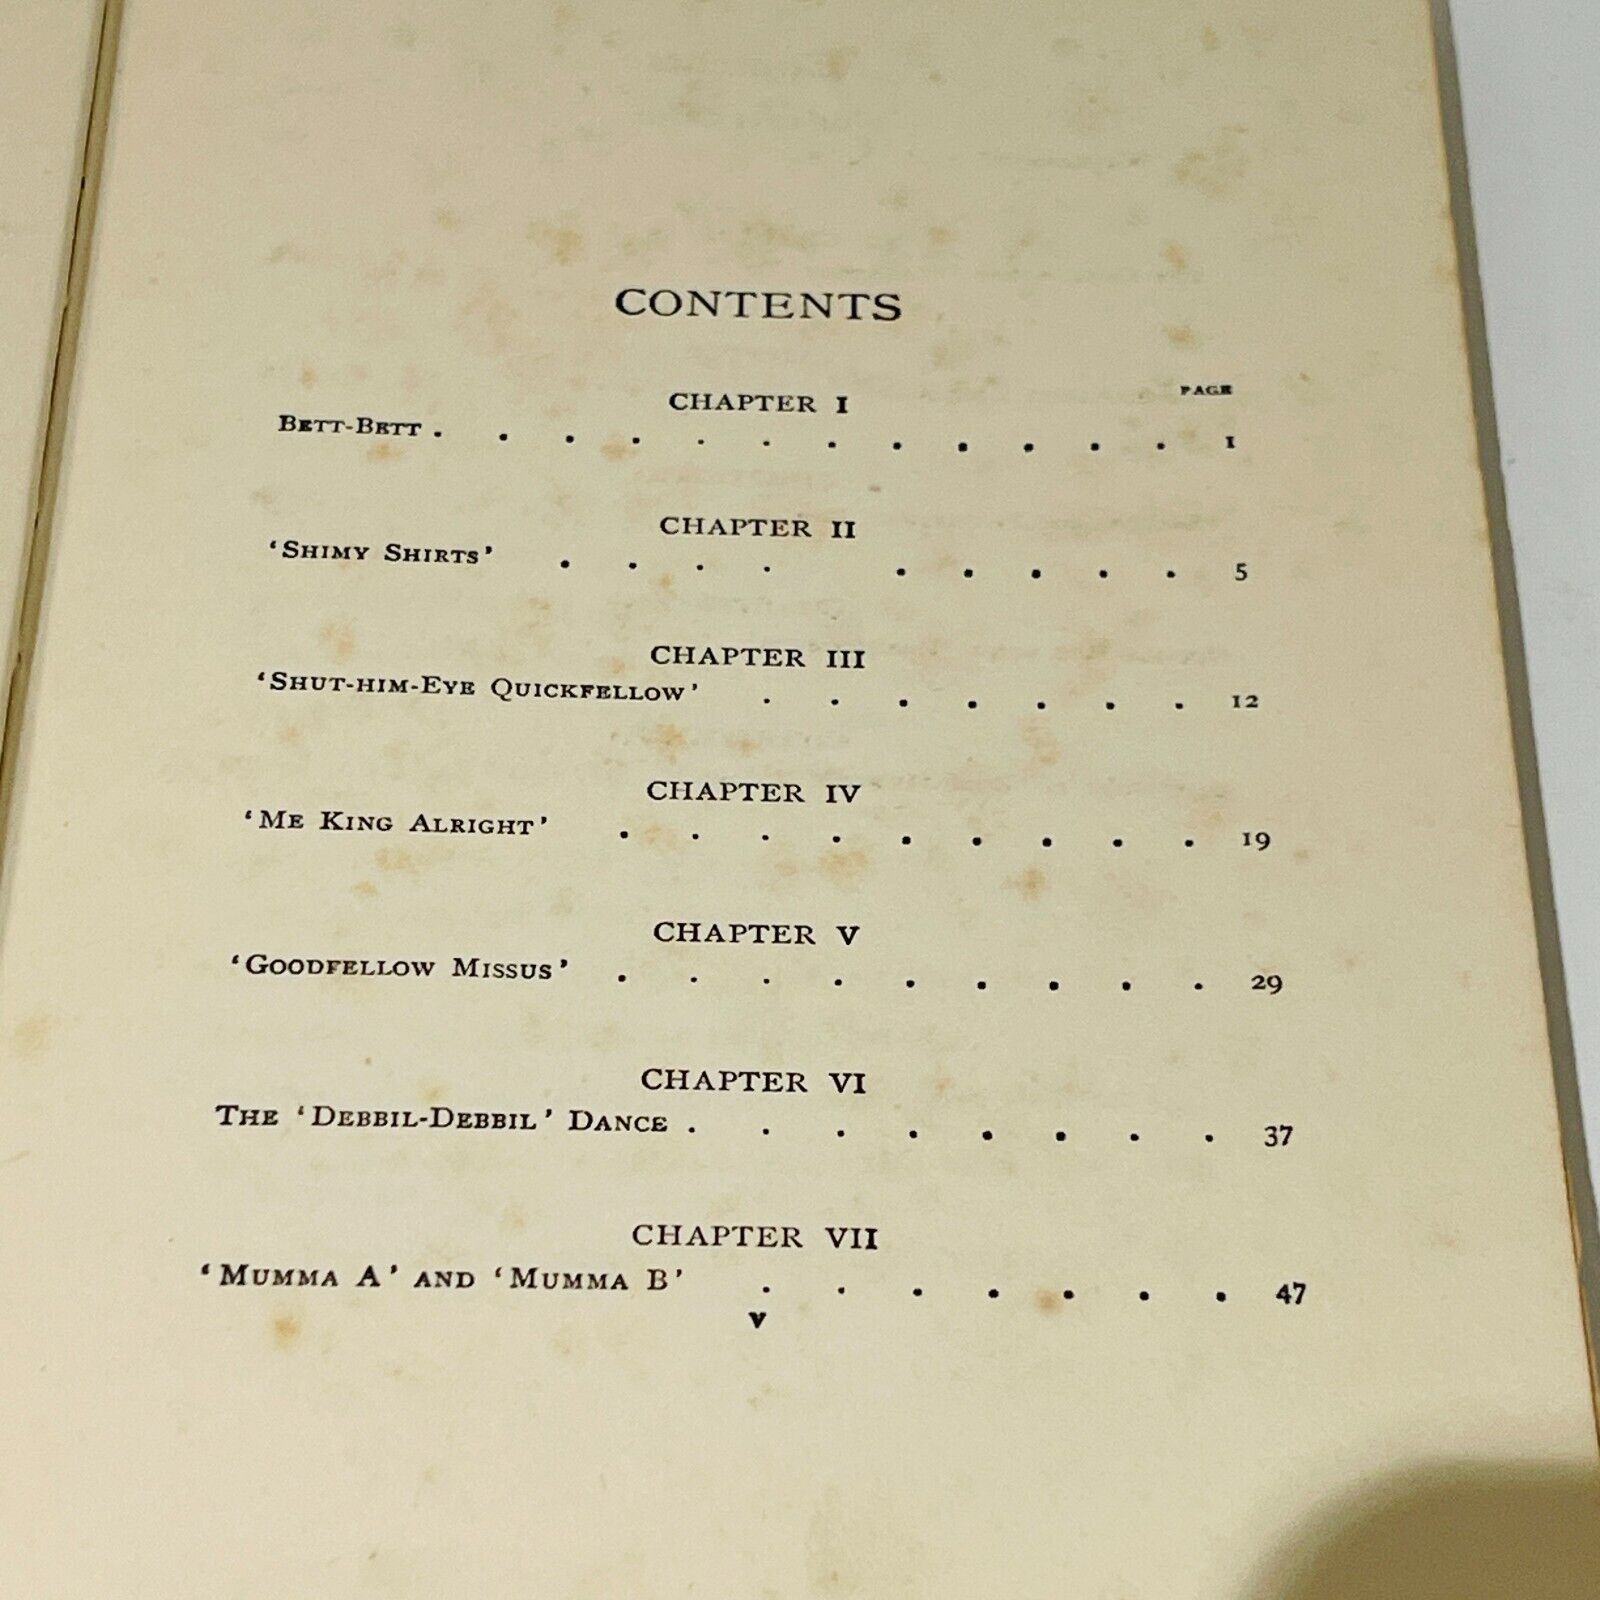 CONTENTS
CHAPTER I PAGE
BETT-BETT . . . . . . . . . . . . 1
CHAPTER II
'SHIMY SHIRTS' . . . . . . . . . 5
CHAPTER III
'SHUT-HIM-EYE QUICKFELLOW' . . . . . . . 12
CHAPTER IV
'ME KING ALRIGHT' . . . . . . . . . 19
CHAPTER V
'GOODFELLOW MISSUS' . . . . . . . . . 29
CHAPTER VI
THE 'DEBBIL-DEBBIL' DANCE . . . . . . . . 37
CHAPTER VII
'MUMMA A' AND 'MUMMA B' . . . . . . . 47
v